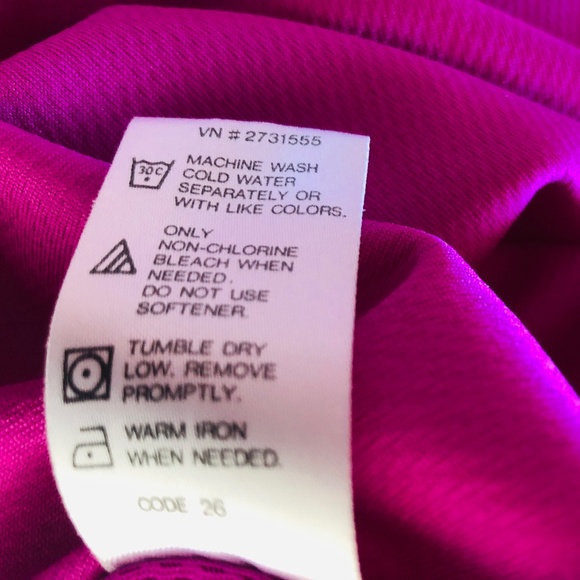 VN # 2731555
30C MACHINE WASH
COLD WATER
SEPARATELY OR
WITH LIKE COLORS.
ONLY
NON-CHLORINE
BLEACH WHEN
NEEDED.
DO NOT USE
SOFTENER.
TUMBLE DRY
LOW. REMOVE
PROMPTLY.
WARM IRON
WHEN NEEDED.
CODE 26